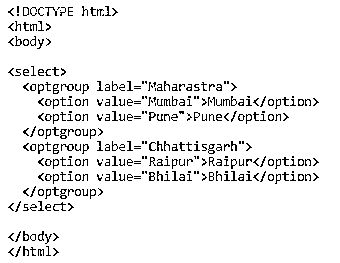 <!DOCTYPE html>
<html>
<body>

<select>
  <optgroup label="Maharastra">
    <option value="Mumbai">Mumbai</option>
    <option value="Pune">Pune</option>
  </optgroup>
  <optgroup label="Chhattisgarh">
    <option value="Raipur">Raipur</option>
    <option value="Bhilai">Bhilai</option>
  </optgroup>
</select>

</body>
</html>